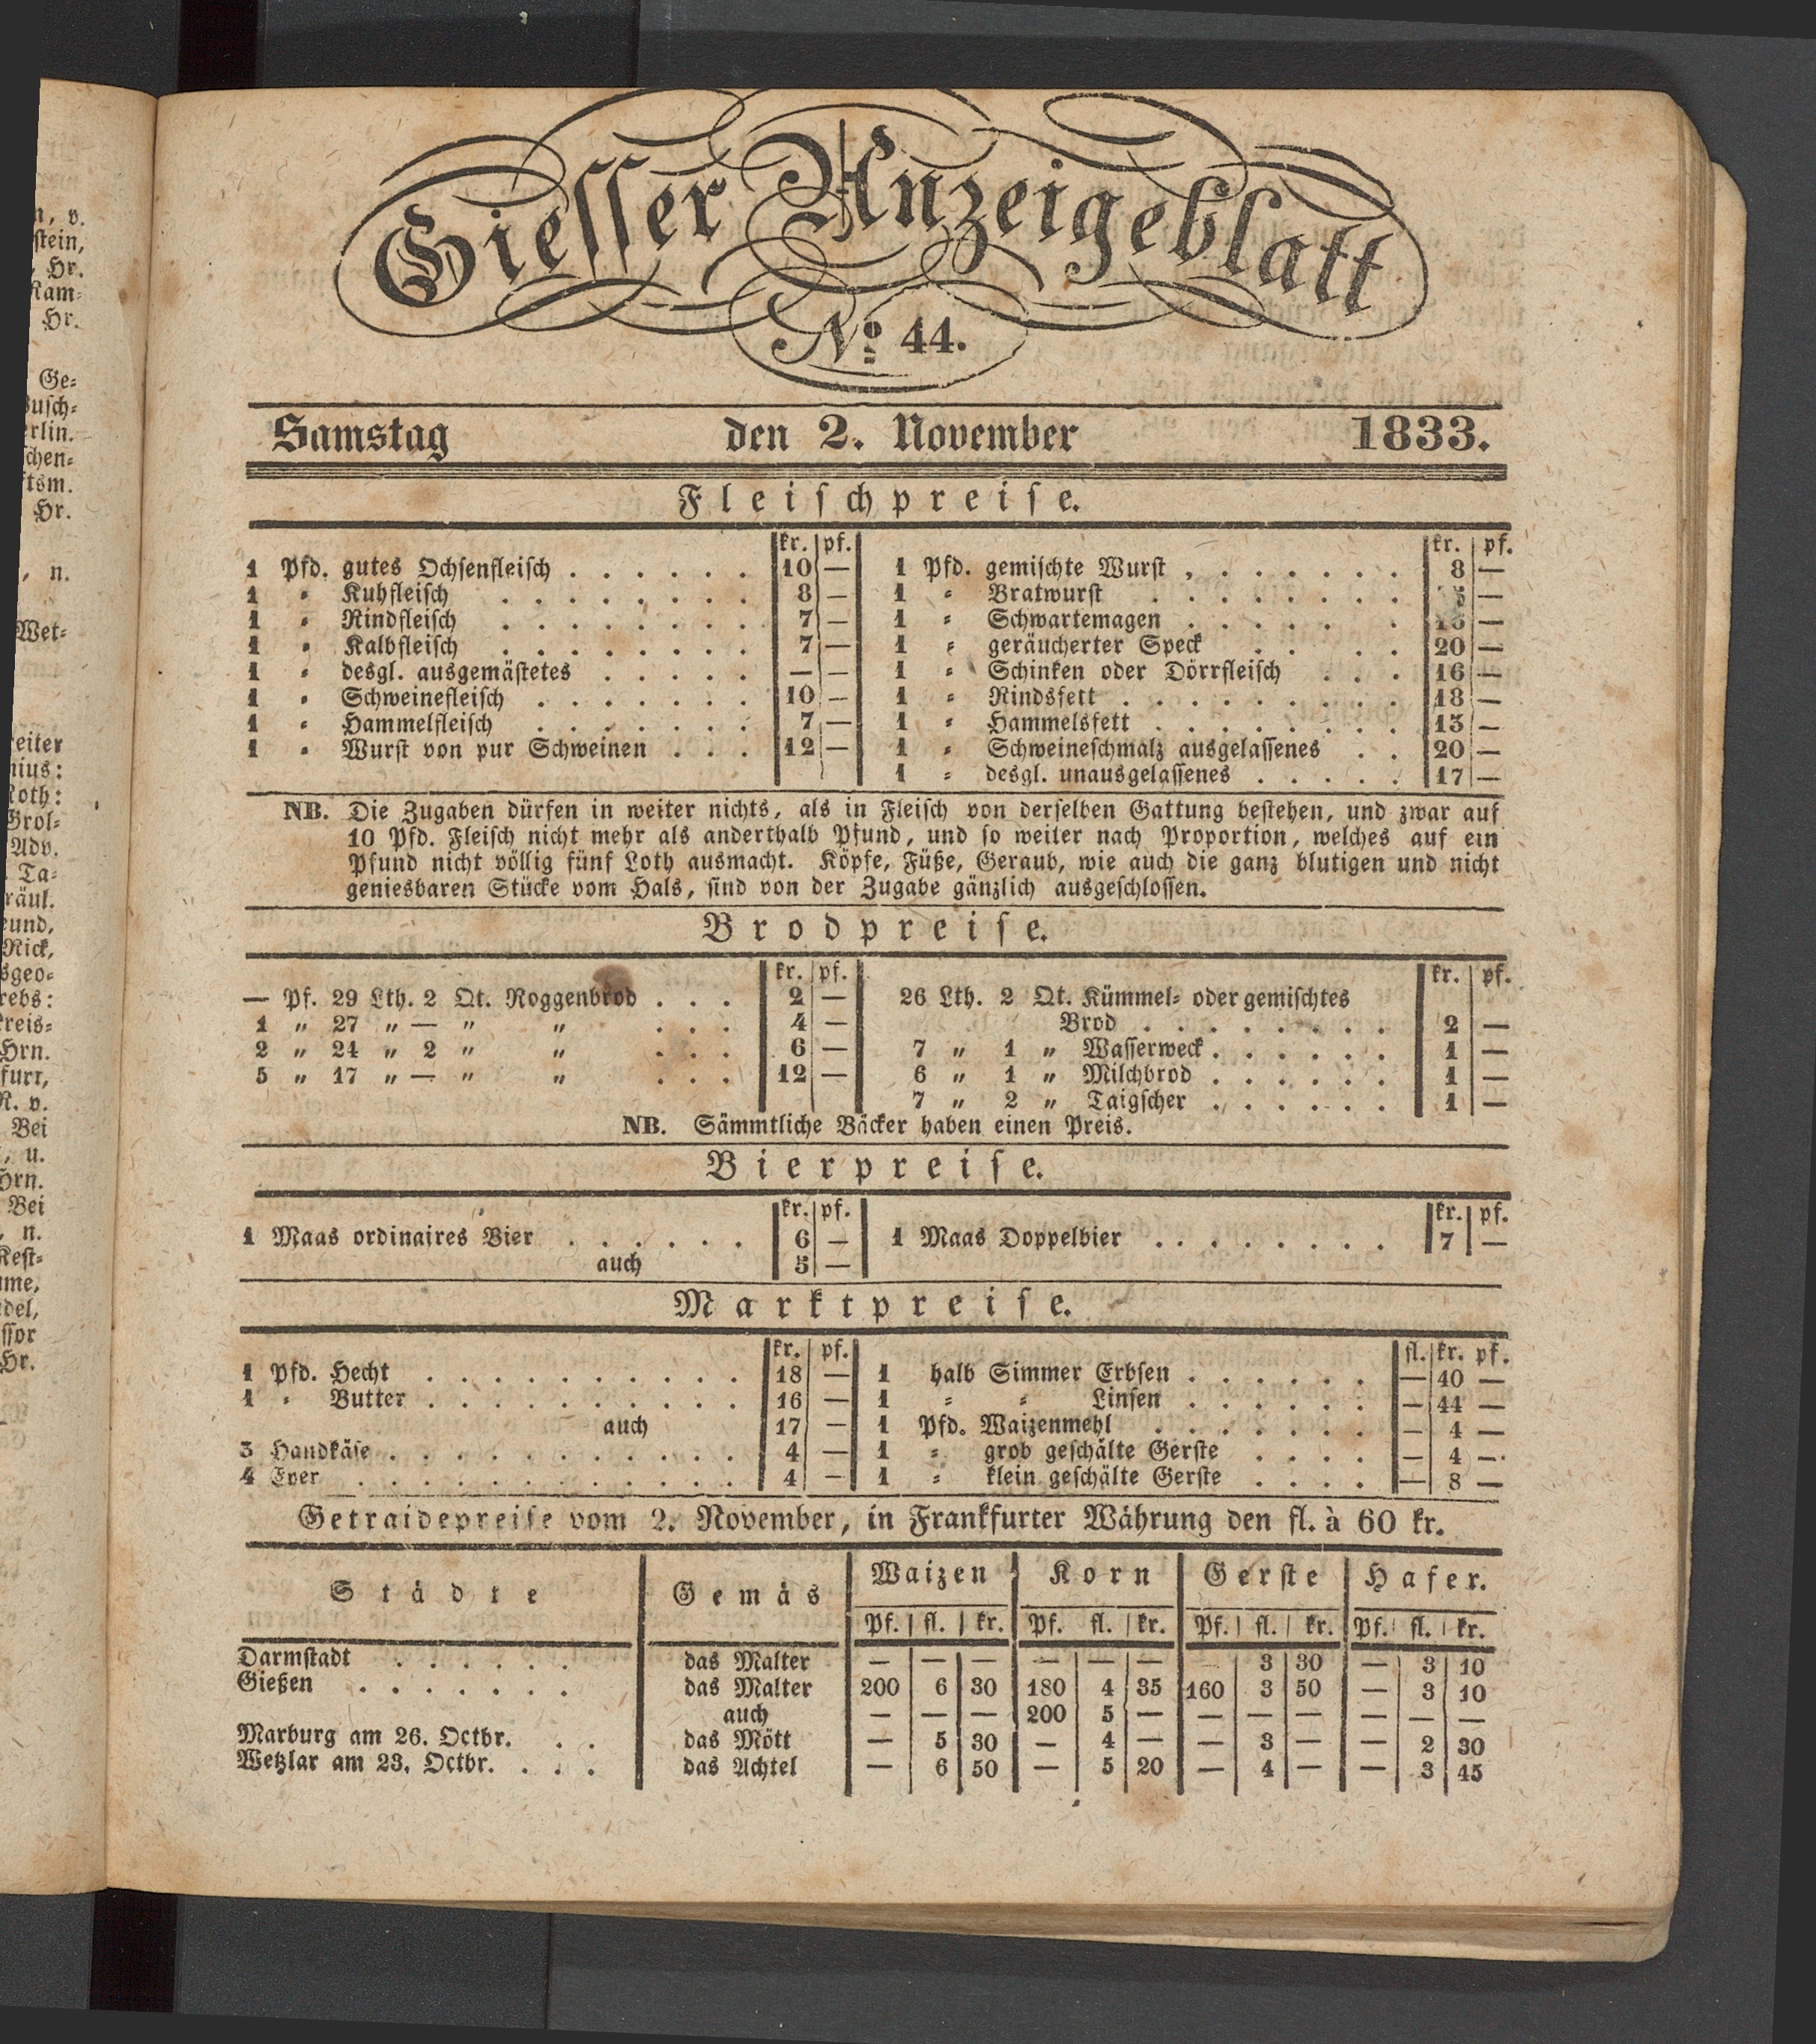 Giesser Anzeigeblatt
No. 44.
Samstag den 2. November 1833.
Fleischpreise.
kr. pf. kr. pf.
1 Pfd. gutes Ochsenfleisch . . . . . . 10 — 1 Pfd. gemischte Wurst . . . . . . . 8 —
1 " Kuhfleisch . . . . . . . . 8 — 1 " Bratwurst . . . . . . . . —
1 " Rindfleisch . . . . . . . . 7 — 1 " Schwartemagen . . . . . . —
1 " Kalbfleisch . . . . . . . . 7 — 1 " geräucherter Speck . . . . 20 —
1 " desgl. ausgemästetes . . . . . — — 1 " Schinken oder Dörrfleisch . . . 16 —
1 " Schweinefleisch . . . . . . . 10 — 1 " Rindsfett . . . . . . . . 18 —
1 " Hammelfleisch . . . . . . . 7 — 1 " Hammelsfett . . . . . . . 15 —
1 " Wurst von pur Schweinen . . . 12 — 1 " Schweineschmalz ausgelassenes . . 20 —
1 " desgl. unausgelassenes . . . . . 17 —
NB. Die Zugaben dürfen in weiter nichts, als in Fleisch von derselben Gattung bestehen, und zwar auf
10 Pfd. Fleisch nicht mehr als anderthalb Pfund, und so weiter nach Proportion, welches auf ein
Pfund nicht völlig fünf Loth ausmacht. Köpfe, Füße, Geraub, wie auch die ganz blutigen und nicht
geniesbaren Stücke vom Hals, sind von der Zugabe gänzlich ausgeschlossen.
Brodpreise.
kr. pf. kr. pf.
— Pf. 29 Lth. 2 Qt. Roggenbrod . . . 2 — 26 Lth. 2 Qt. Kümmel= oder gemischtes
1 " 27 " — " " . . . 4 — Brod . . . . . . . . 2 —
2 " 24 " 2 " " . . . 6 — 7 " 1 " Wasserweck . . . . . . 1 —
5 " 17 " — " " . . . 12 — 6 " 1 " Milchbrod . . . . . . 1 —
7 " 2 " Taigscher . . . . . . 1 —
NB. Sämmtliche Bäcker haben einen Preis.
Bierpreise.
kr. pf. kr. pf.
1 Maas ordinaires Bier . . . . . . 6 — 1 Maas Doppelbier . . . . . . . . 7 —
auch 5 —
Marktpreise.
kr. pf. fl. kr. pf.
1 Pfd. Hecht . . . . . . . . . . 18 — 1 halb Simmer Erbsen . . . . . . — 40 —
1 " Butter . . . . . . . . . . 16 — 1 " " Linsen . . . . . . — 44 —
auch 17 — 1 Pfd. Waizenmehl . . . . . . . — 4 —
3 Handkäse . . . . . . . . . . . 4 — 1 " grob geschälte Gerste . . . . — 4 —
4 Eyer . . . . . . . . . . . . 4 — 1 " klein geschälte Gerste . . . . — 8 —
Getraidepreise vom 2. November, in Frankfurter Währung den fl. à 60 kr.
Städte Gemäs Waizen Korn Gerste Hafer.
Pf. fl. kr. Pf. fl. kr. Pf. fl. kr. Pf. fl. kr.
Darmstadt . . . . . . das Malter — — — — — — — 3 30 — 3 10
Gießen . . . . . . . das Malter 200 6 30 180 4 35 160 3 50 — 3 10
auch — — — 200 5 — — — — — — —
Marburg am 26. Octbr. . . das Mött — 5 30 — 4 — — 3 — — 2 30
Wetzlar am 23. Octbr. . . . das Achtel — 6 50 — 5 20 — 4 — — 3 45